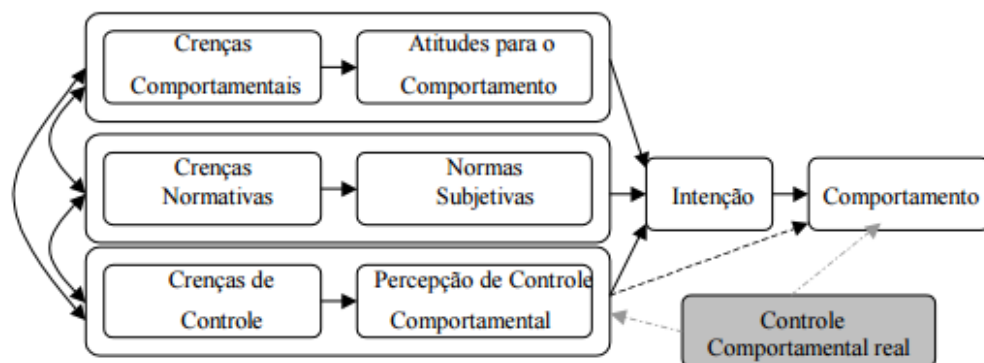 Crenças
Comportamentais
Atitudes para o
Comportamento
Crenças
Normativas
Normas
Subjetivas
Intenção
Comportamento
Crenças de
Controle
Percepção de Controle
Comportamental
Controle
Comportamental real